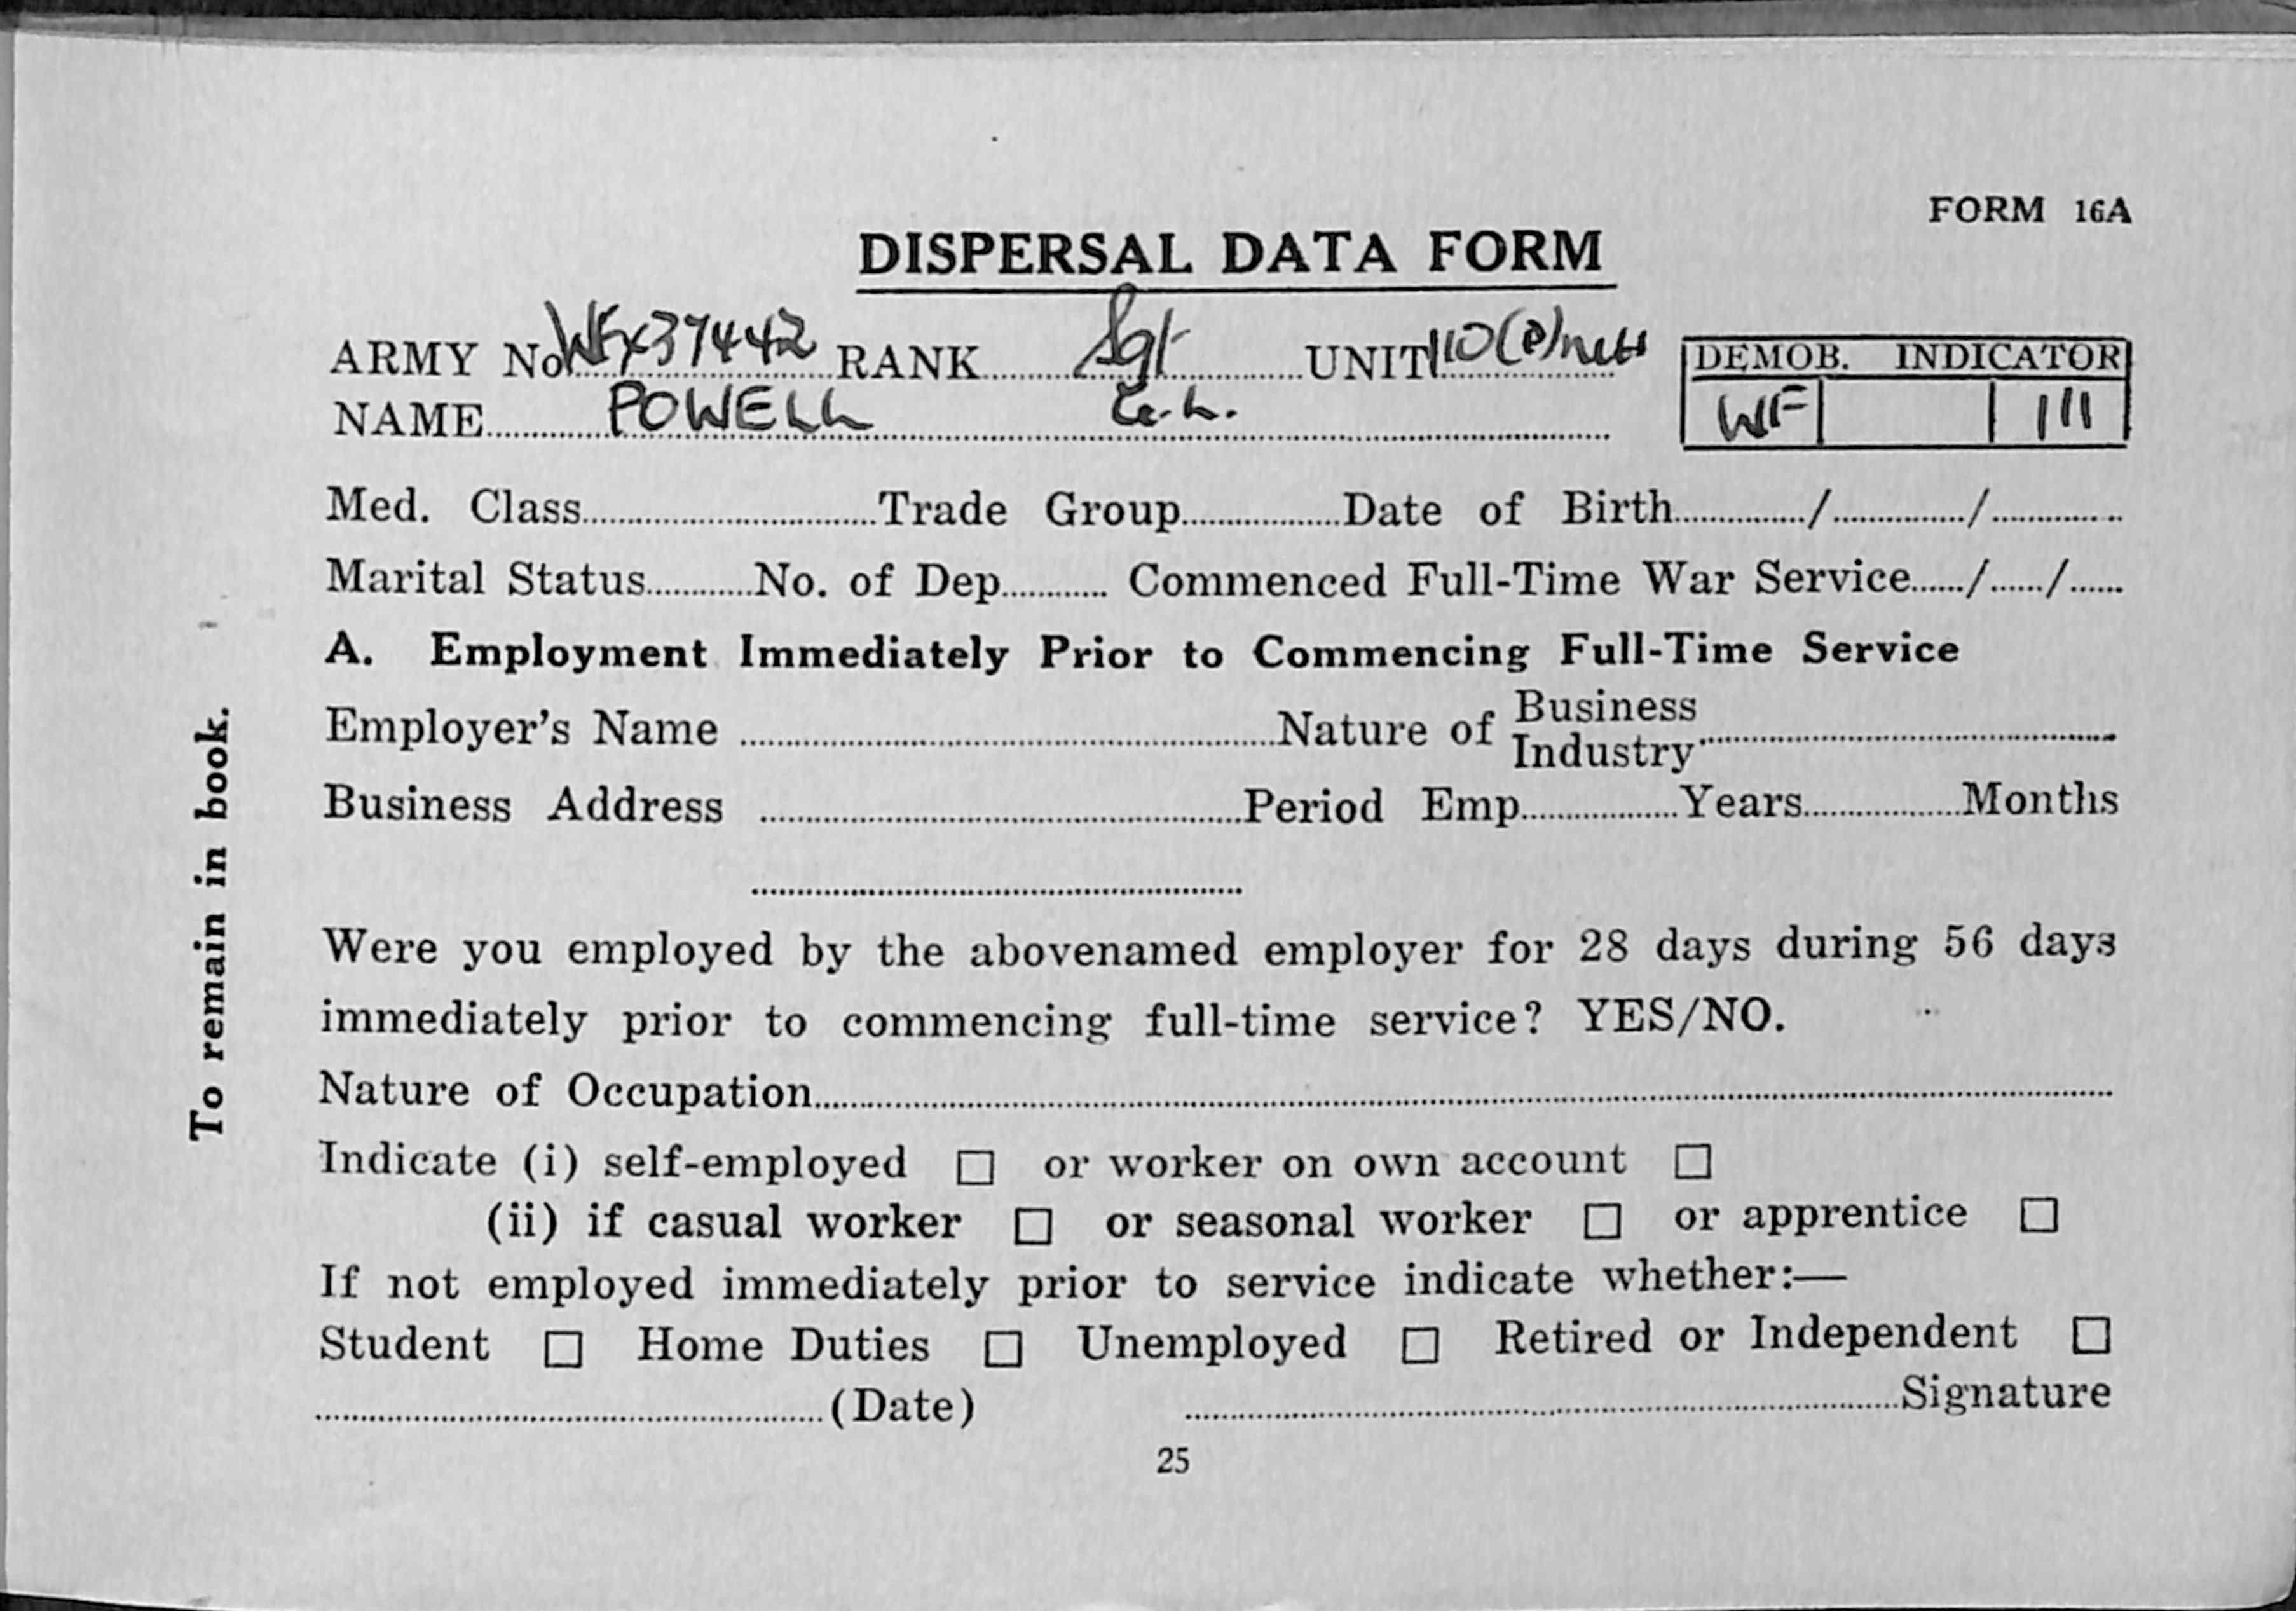 FORM 16A
DISPERSAL DATA FORM
ARMY No WFX37442 RANK Sgt UNIT 110(P)
DEMOB. INDICATOR
NAME POWELL
WF 111
Med. Class Trade Group Date of Birth / /
Marital Status No. of Dep. Commenced Full-Time War Service / /
A. Employment Immediately Prior to Commencing Full-Time Service
Employer's Name Nature of Business
Industry
Business Address Period Emp. Years Months
Were you employed by the abovenamed employer for 28 days during 56 days
immediately prior to commencing full-time service? YES/NO.
Nature of Occupation
Indicate (i) self-employed □ or worker on own account □
(ii) if casual worker □ or seasonal worker □ or apprentice □
If not employed immediately prior to service indicate whether:—
Student □ Home Duties □ Unemployed □ Retired or Independent □
(Date) Signature
25
To remain in book.